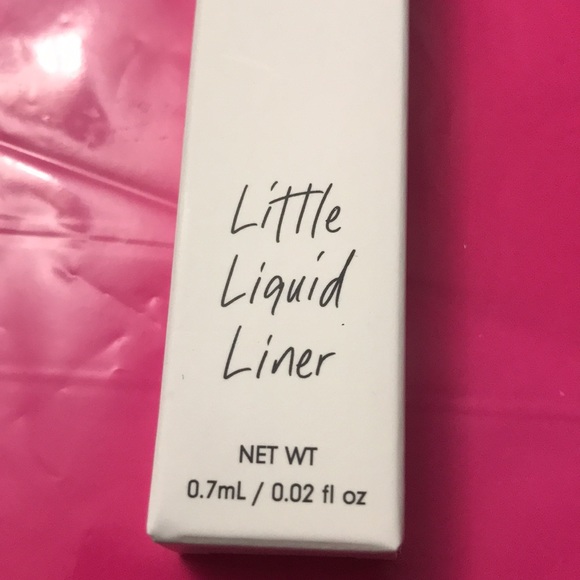 Little
Liquid
Liner
NET WT
0.7mL / 0.02 fl oz